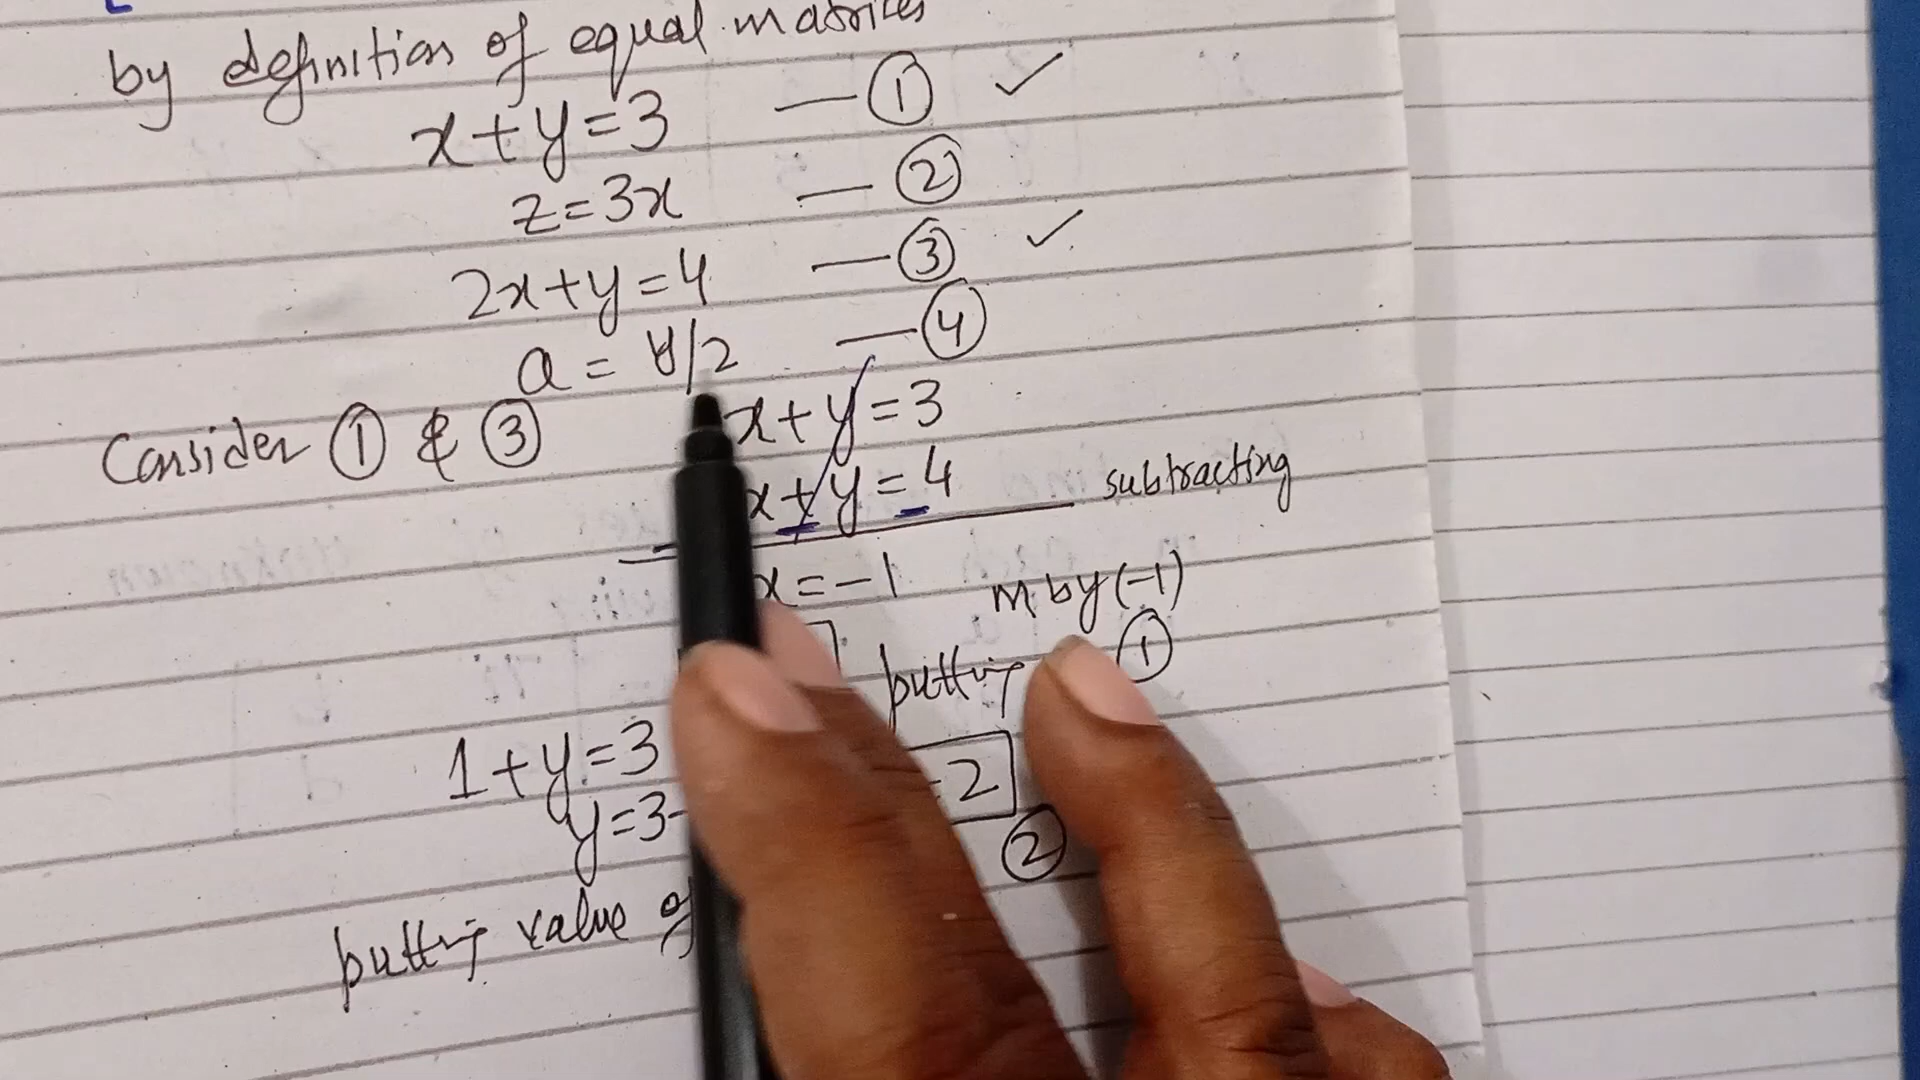 by definition of equal matrices
x+y=3 — ① ✓
z=3x — ②
2x+y=4 — ③ ✓
a = y/2 — ④
Consider ① & ③ x+y=3
x+y=4 subtracting
x=-1 m by (-1)
putting ①
1+y=3
y=3- 2
②
putting value of